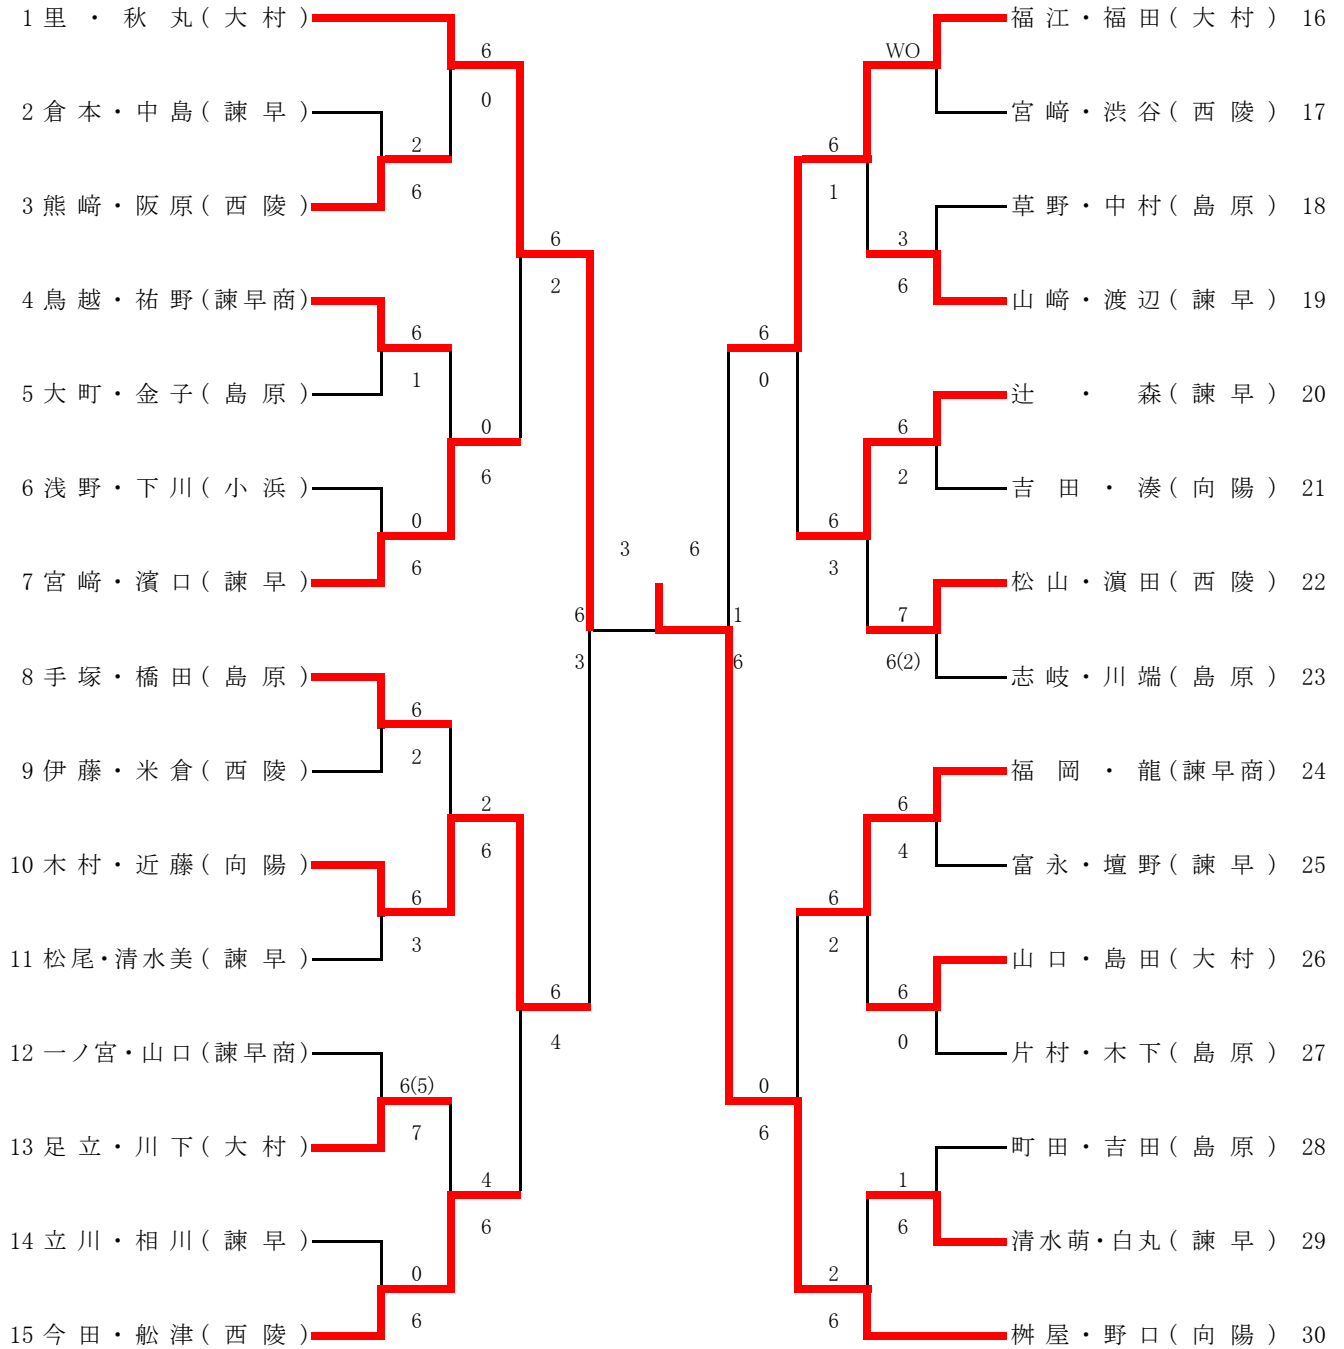 1 里・秋丸(大村)
6
0
2 倉本・中島(諫早)
2
6
3 熊﨑・阪原(西陵)
6
2
4 鳥越・祐野(諫早商)
6
1
5 大町・金子(島原)
0
6
6 浅野・下川(小浜)
0
6
7 宮﨑・濱口(諫早)
6
3
8 手塚・橋田(島原)
6
2
9 伊藤・米倉(西陵)
2
6
10 木村・近藤(向陽)
6
3
11 松尾・清水美(諫早)
6
4
12 一ノ宮・山口(諫早商)
6(5)
7
13 足立・川下(大村)
4
6
14 立川・相川(諫早)
0
6
15 今田・舩津(西陵)
3 6
福江・福田(大村) 16
WO
宮﨑・渋谷(西陵) 17
6
1
草野・中村(島原) 18
3
6
山﨑・渡辺(諫早) 19
6
0
辻・森(諫早) 20
6
2
吉田・湊(向陽) 21
6
3
松山・濵田(西陵) 22
7
6(2)
志岐・川端(島原) 23
1
6
福岡・龍(諫早商) 24
6
4
富永・壇野(諫早) 25
6
2
山口・島田(大村) 26
6
0
片村・木下(島原) 27
0
6
町田・吉田(島原) 28
1
6
清水萌・白丸(諫早) 29
2
6
桝屋・野口(向陽) 30